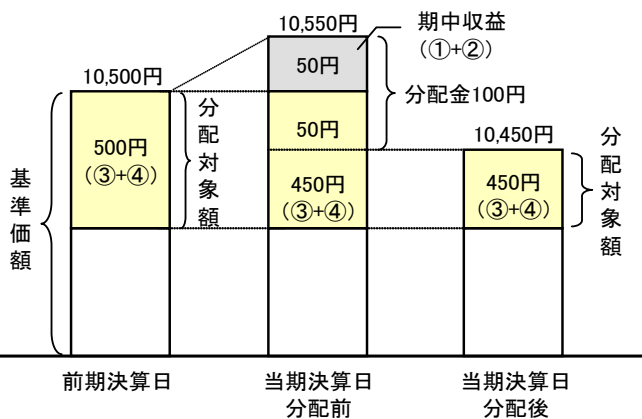 10,550円
期中収益
(①+②)
10,500円
50円
分配金100円
分配対象額
50円
10,450円
500円
(③+④)
450円
(③+④)
450円
(③+④)
分配対象額
基準価額
前期決算日
当期決算日
分配前
当期決算日
分配後